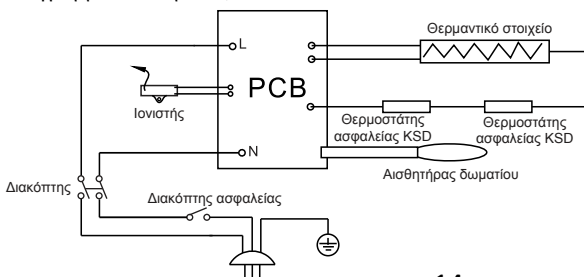 Θερμαντικό στοιχείο
L
PCB
Ιονιστής
Θερμοστάτης
ασφαλείας KSD
Θερμοστάτης
ασφαλείας KSD
N
Αισθητήρας δωματίου
Διακόπτης
Διακόπτης ασφαλείας